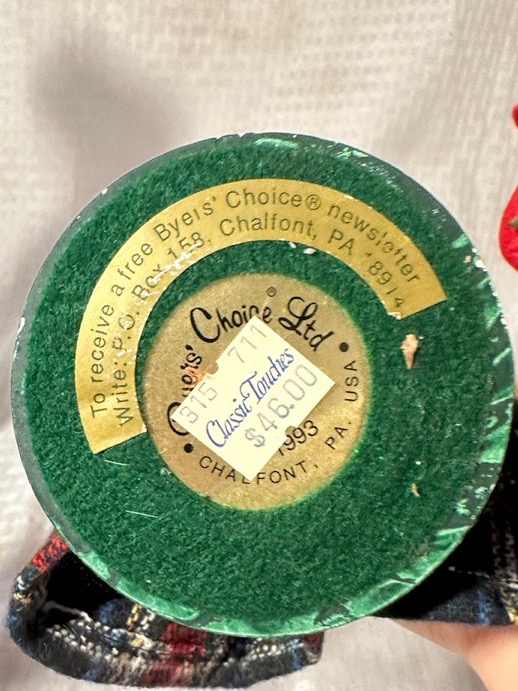 To receive a free Byers' Choice® newsletter
Write: P.O. Box 158, Chalfont, PA 18914
Byers' Choice Ltd ®
315 711
Classic Touches
$46.00
1993
• CHALFONT, PA. USA •